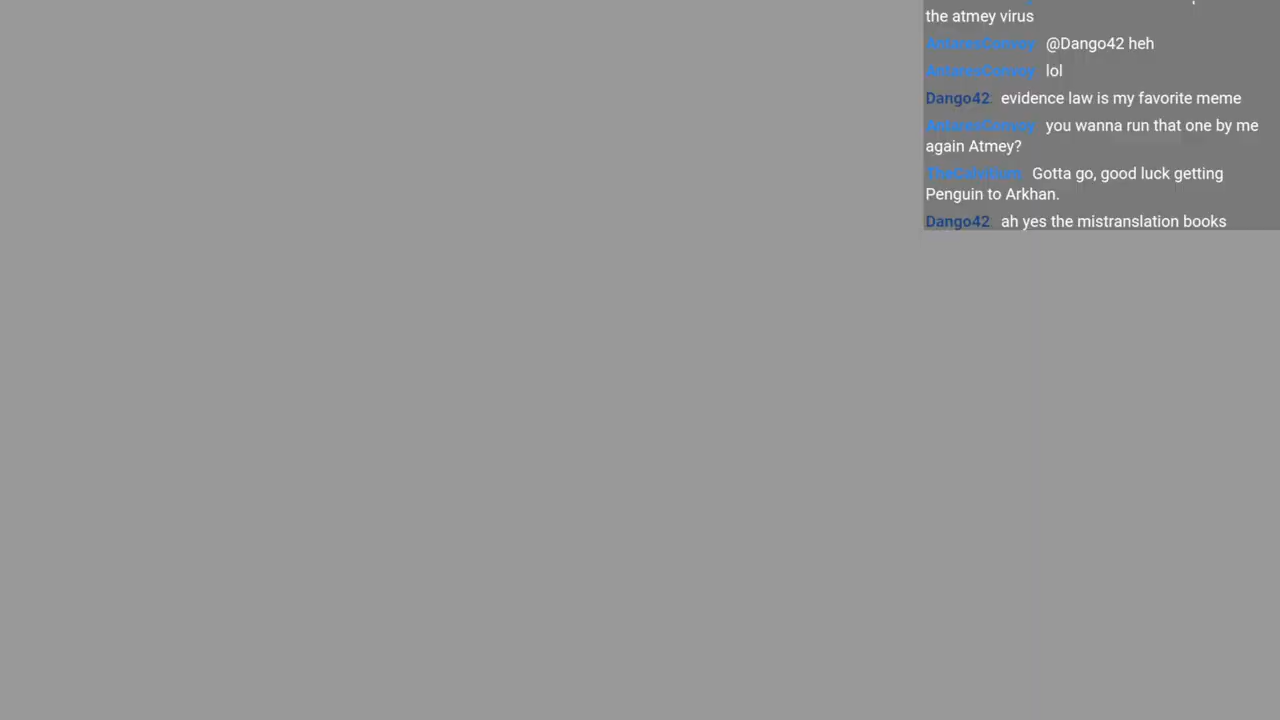 the atmey virus
AntaresConvoy @Dango42 heh
AntaresConvoy lol
Dango42: evidence law is my favorite meme
AntaresConvoy you wanna run that one by me
again Atmey?
Gotta go, good luck getting
Penguin to Arkhan.
Dango42: ah yes the mistranslation books